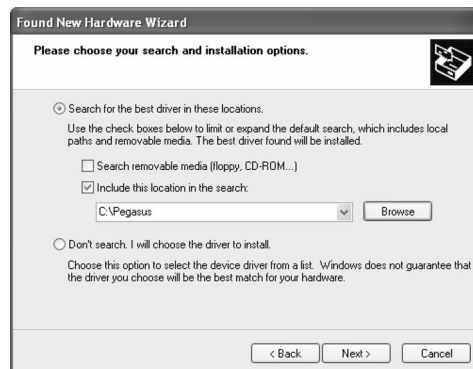 Found New Hardware Wizard
Please choose your search and installation options.
Search for the best driver in these locations.
Use the check boxes below to limit or expand the default search, which includes local
paths and removable media. The best driver found will be installed.
Search removable media (floppy, CD-ROM...)
Include this location in the search:
C:\Pegasus
Browse
Don't search. I will choose the driver to install.
Choose this option to select the device driver from a list. Windows does not guarantee that
the driver you choose will be the best match for your hardware.
< Back
Next >
Cancel